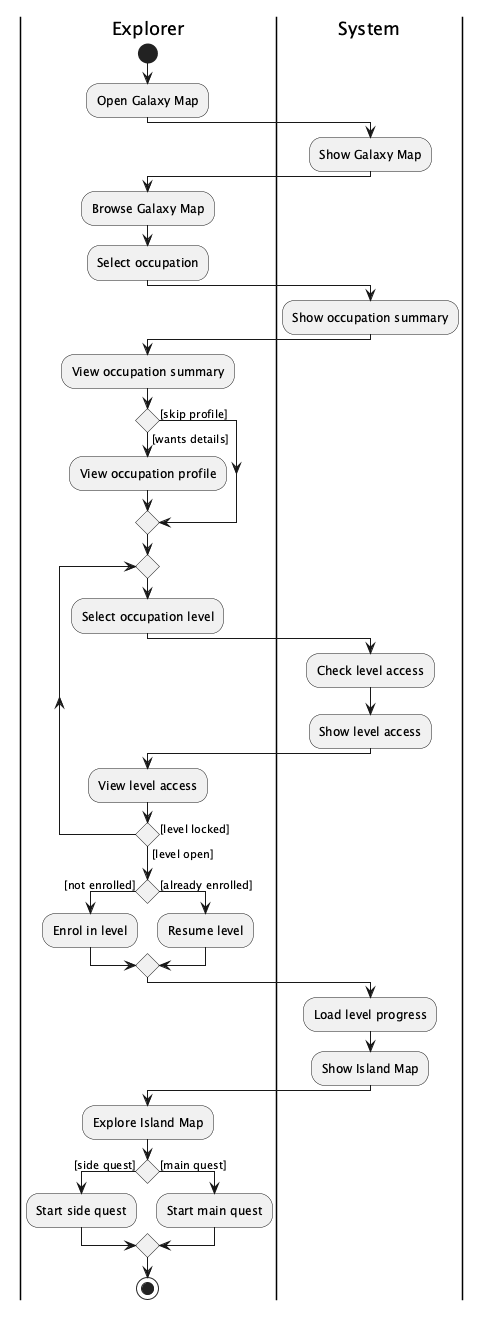 Explorer
System
Open Galaxy Map
Show Galaxy Map
Browse Galaxy Map
Select occupation
Show occupation summary
View occupation summary
[skip profile]
[wants details]
View occupation profile
Select occupation level
Check level access
Show level access
View level access
[level locked]
[level open]
[not enrolled]
[already enrolled]
Enrol in level
Resume level
Load level progress
Show Island Map
Explore Island Map
[side quest]
[main quest]
Start side quest
Start main quest